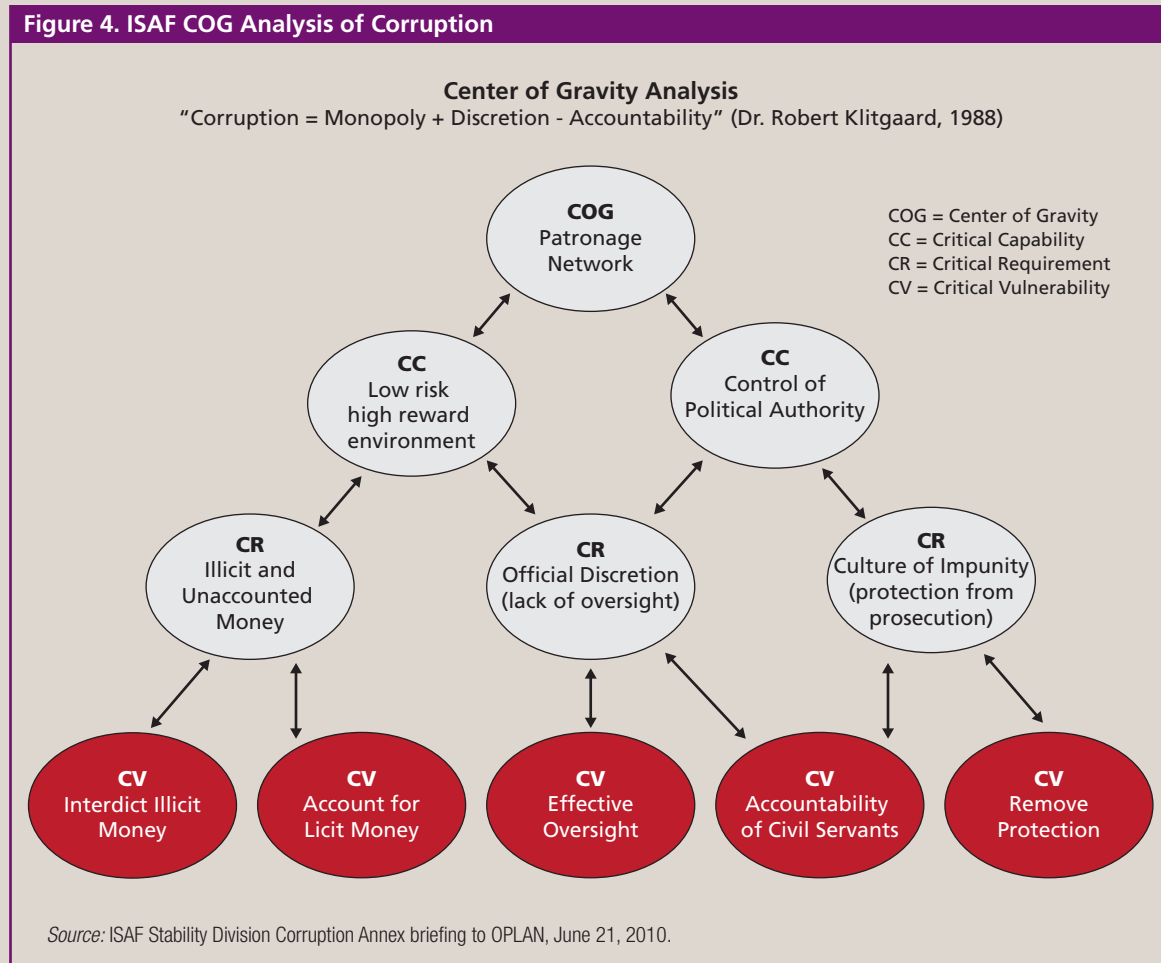 Figure 4. ISAF COG Analysis of Corruption
Center of Gravity Analysis
“Corruption = Monopoly + Discretion - Accountability” (Dr. Robert Klitgaard, 1988)
COG
Patronage
Network
COG = Center of Gravity
CC = Critical Capability
CR = Critical Requirement
CV = Critical Vulnerability
CC
Low risk
high reward
environment
CC
Control of
Political Authority
CR
Illicit and
Unaccounted
Money
CR
Official Discretion
(lack of oversight)
CR
Culture of Impunity
(protection from
prosecution)
CV
Interdict Illicit
Money
CV
Account for
Licit Money
CV
Effective
Oversight
CV
Accountability
of Civil Servants
CV
Remove
Protection
Source: ISAF Stability Division Corruption Annex briefing to OPLAN, June 21, 2010.